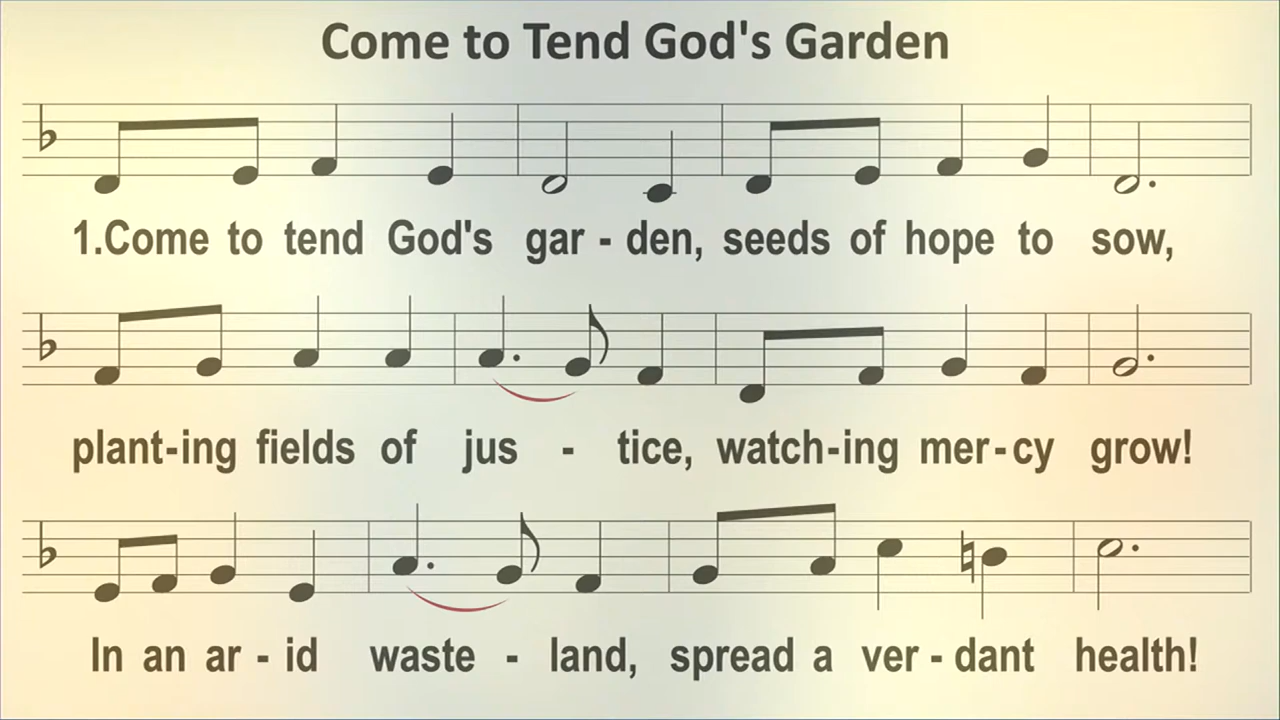 Come to Tend God's Garden
1.Come to tend God's gar - den, seeds of hope to sow,
plant-ing fields of jus - tice, watch-ing mer-cy grow!
In an ar - id waste - land, spread a ver - dant health!